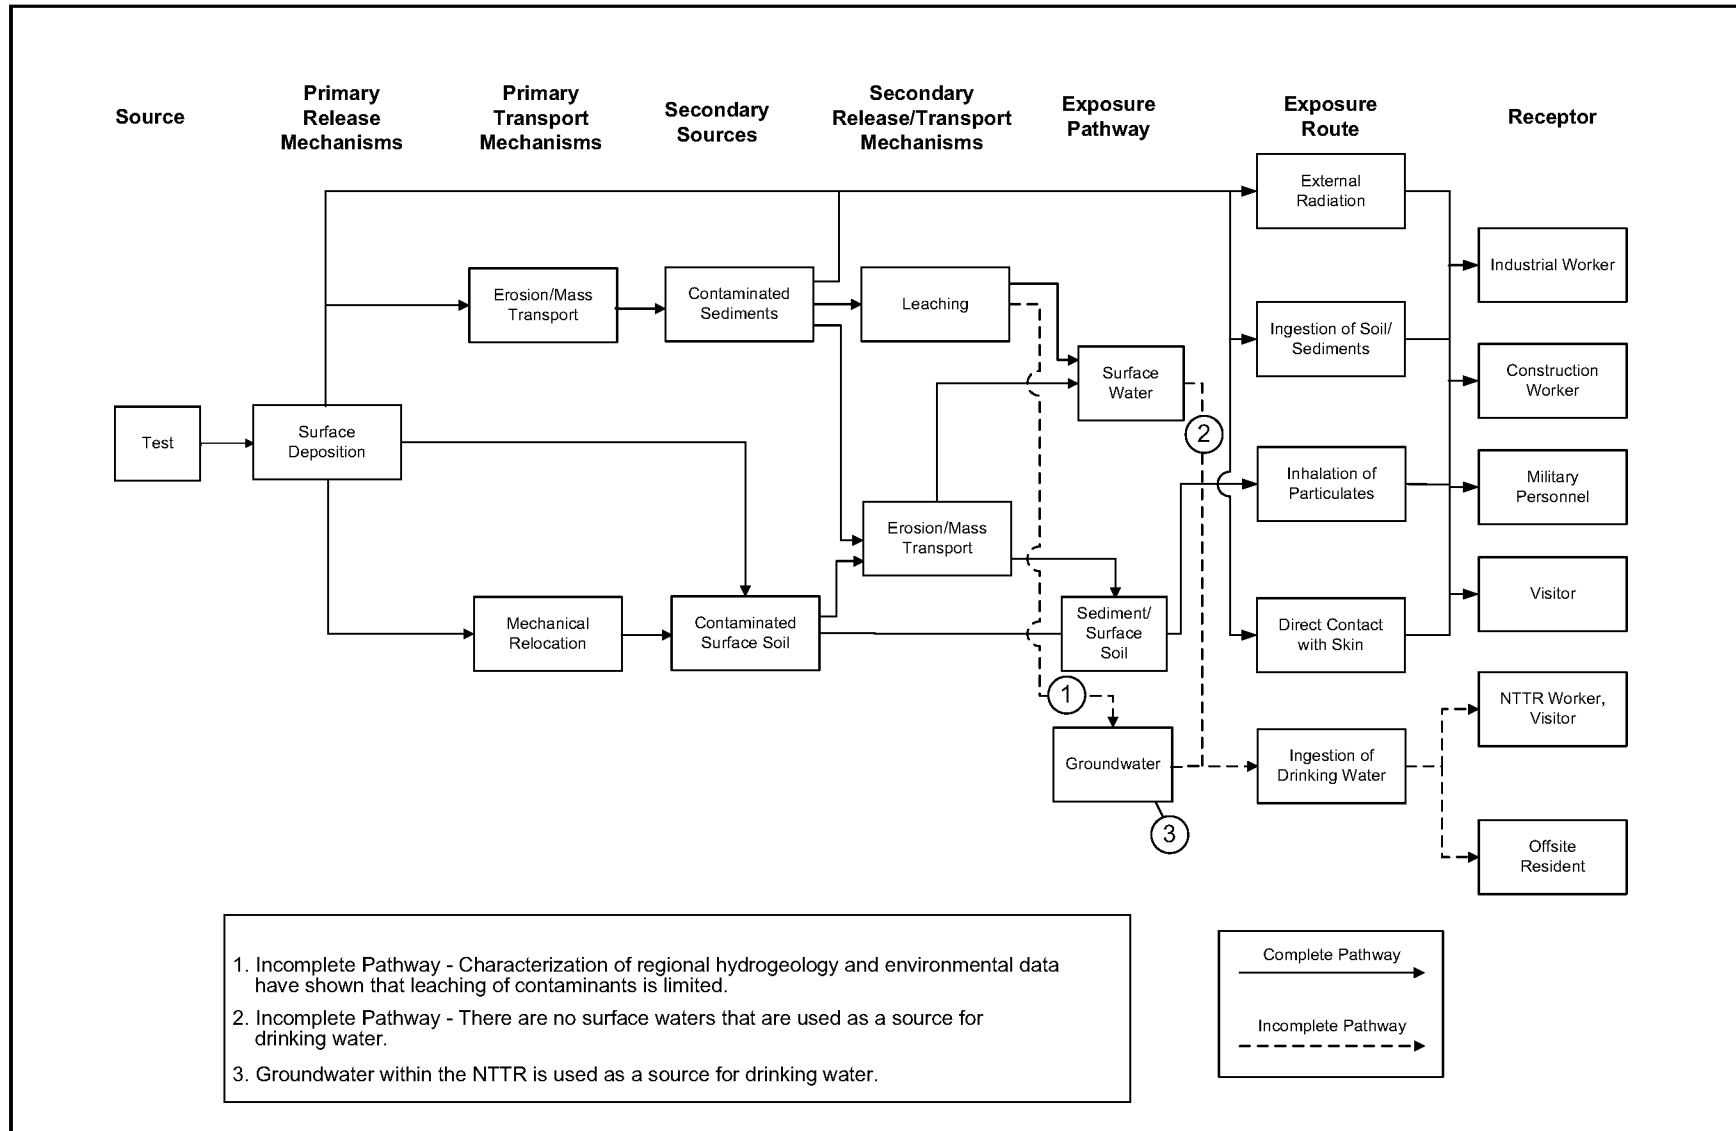 Source
Primary
Release
Mechanisms
Primary
Transport
Mechanisms
Secondary
Sources
Secondary
Release/Transport
Mechanisms
Exposure
Pathway
Exposure
Route
Receptor
External
Radiation
Industrial Worker
Erosion/Mass
Transport
Contaminated
Sediments
Leaching
Ingestion of Soil/
Sediments
Surface
Water
Construction
Worker
Test
Surface
Deposition
2
Inhalation of
Particulates
Military
Personnel
Erosion/Mass
Transport
Visitor
Mechanical
Relocation
Contaminated
Surface Soil
Sediment/
Surface
Soil
Direct Contact
with Skin
1
NTTR Worker,
Visitor
Groundwater
Ingestion of
Drinking Water
3
Offsite
Resident
1. Incomplete Pathway - Characterization of regional hydrogeology and environmental data
have shown that leaching of contaminants is limited.
2. Incomplete Pathway - There are no surface waters that are used as a source for
drinking water.
3. Groundwater within the NTTR is used as a source for drinking water.
Complete Pathway
Incomplete Pathway